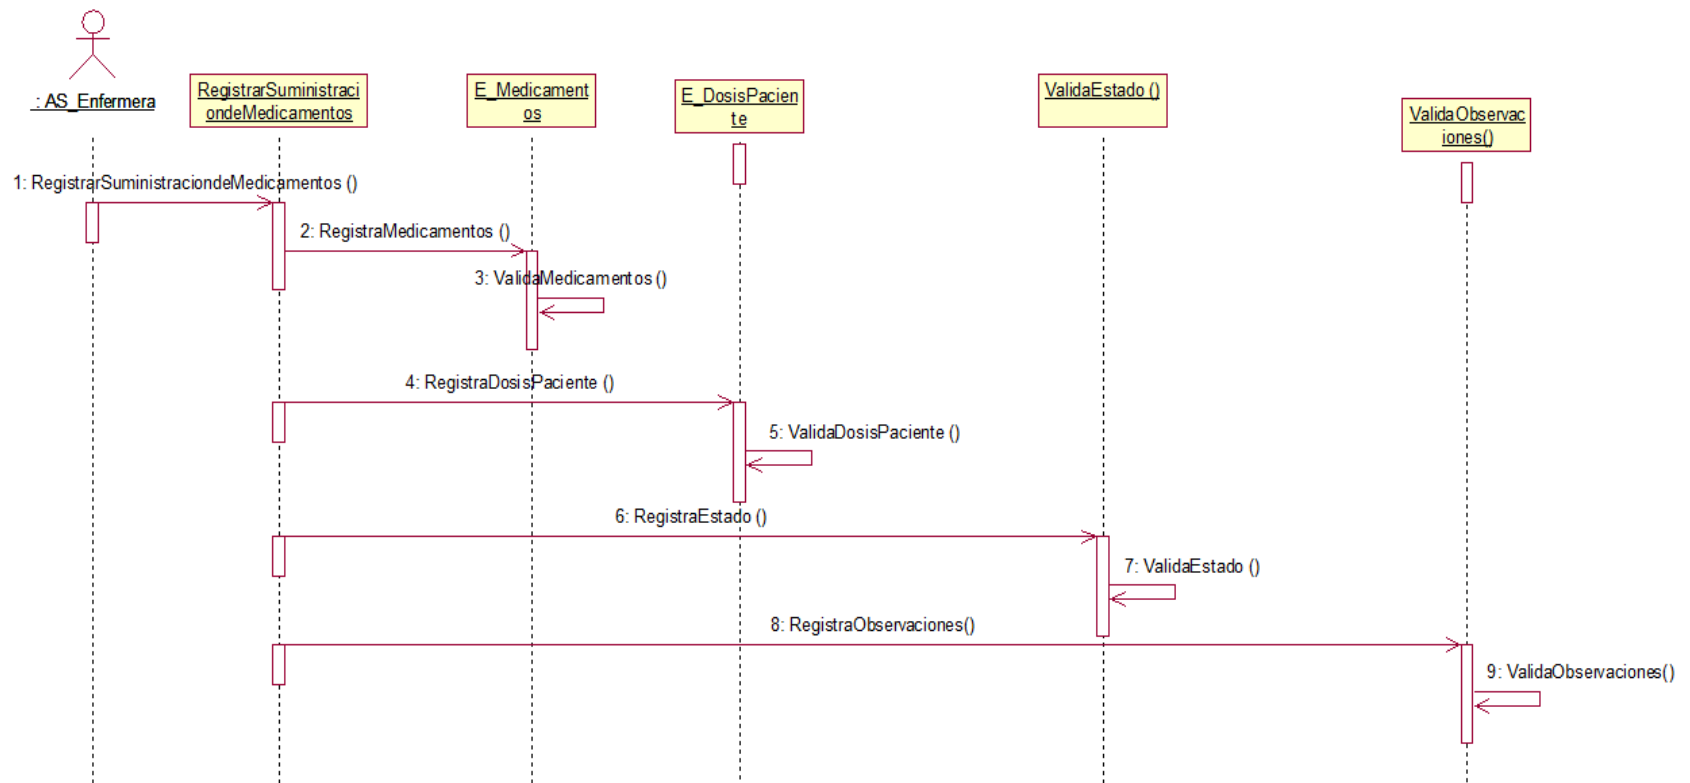 : AS_Enfermera
RegistrarSuministraci
ondeMedicamentos
E_Medicament
os
E_DosisPacien
te
ValidaEstado ()
ValidaObservac
iones()
1: RegistrarSuministraciondeMedicamentos ()
2: RegistraMedicamentos ()
3: ValidaMedicamentos ()
4: RegistraDosisPaciente ()
5: ValidaDosisPaciente ()
6: RegistraEstado ()
7: ValidaEstado ()
8: RegistraObservaciones()
9: ValidaObservaciones()